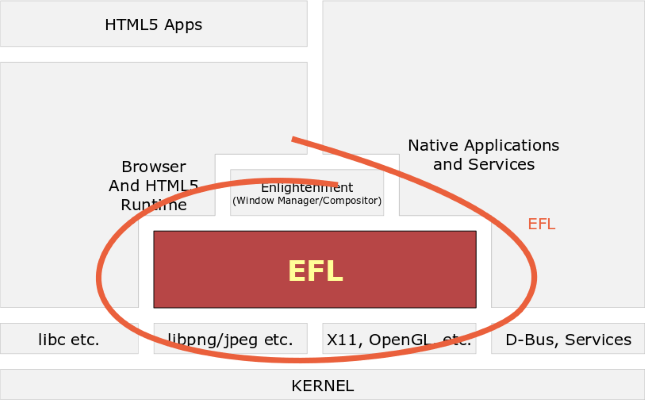 HTML5 Apps
Native Applications
and Services
Browser
And HTML5
Runtime
Enlightenment
(Window Manager/Compositor)
EFL
EFL
libc etc.
libpng/jpeg etc.
X11, OpenGL, etc.
D-Bus, Services
KERNEL